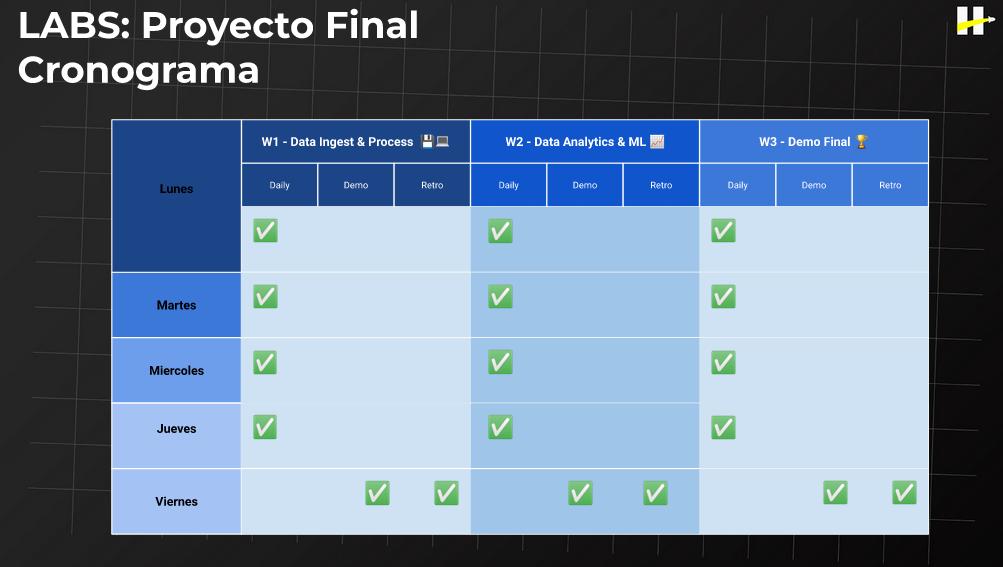 LABS: Proyecto Final
Cronograma
W1 - Data Ingest & Process 💾💻
W2 - Data Analytics & ML 📈
W3 - Demo Final 🏆
Lunes
Daily
Demo
Retro
Daily
Demo
Retro
Daily
Demo
Retro
✅ ✅ ✅
Martes
✅ ✅ ✅
Miercoles
✅ ✅ ✅
Jueves
✅ ✅ ✅
Viernes
✅ ✅ ✅ ✅ ✅ ✅